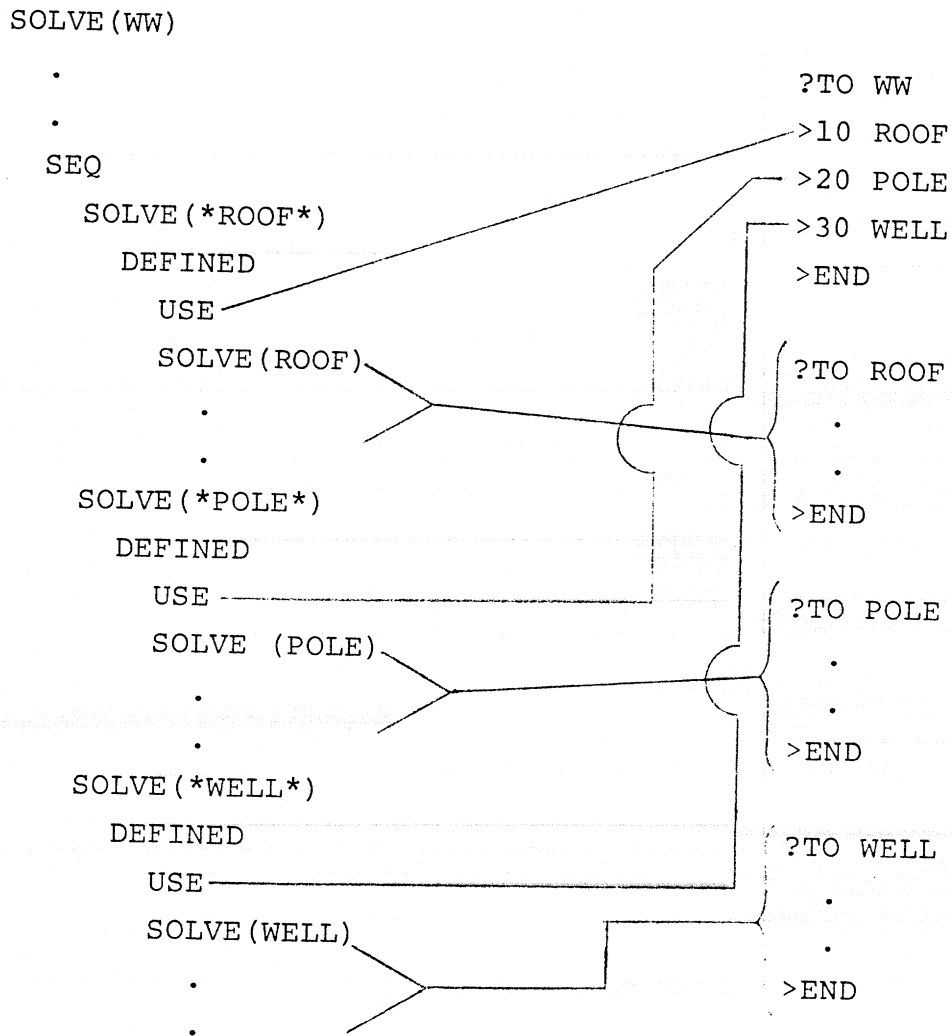 SOLVE(WW)
.
.
SEQ
SOLVE(*ROOF*)
DEFINED
USE
SOLVE(ROOF)
.
.
SOLVE(*POLE*)
DEFINED
USE
SOLVE (POLE)
.
.
SOLVE(*WELL*)
DEFINED
USE
SOLVE(WELL)
.
.
?TO WW
>10 ROOF
>20 POLE
>30 WELL
>END
?TO ROOF
.
.
>END
?TO POLE
.
.
>END
?TO WELL
.
.
>END